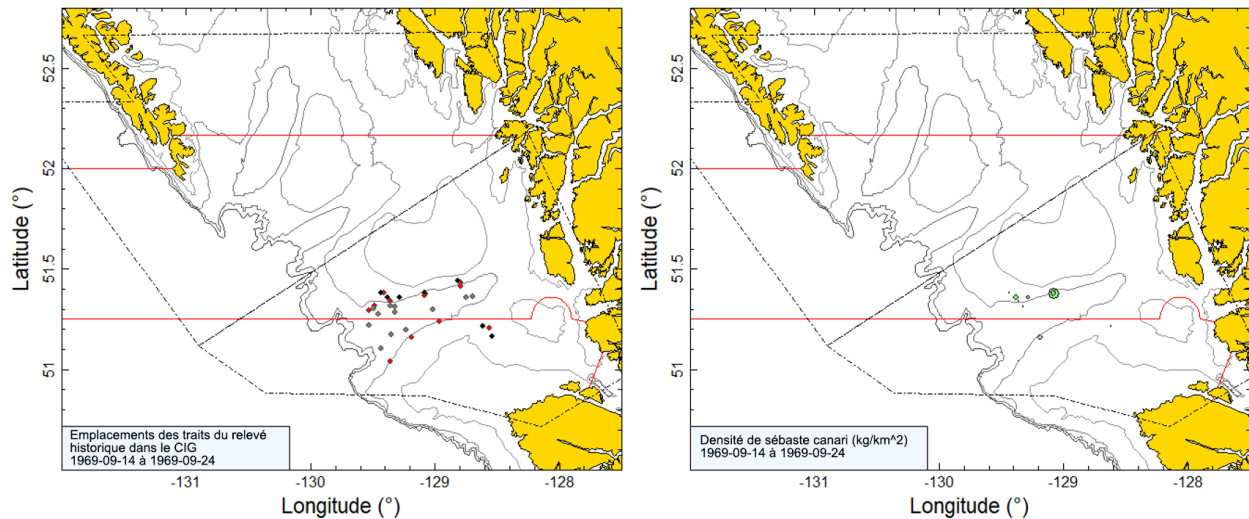 Latitude (°)
52.5
52
51.5
51
Emplacements des traits du relevé
historique dans le CIG
1969-09-14 à 1969-09-24
-131
-130
-129
-128
Longitude (°)
Latitude (°)
52.5
52
51.5
51
Densité de sébaste canari (kg/km^2)
1969-09-14 à 1969-09-24
-131
-130
-129
-128
Longitude (°)